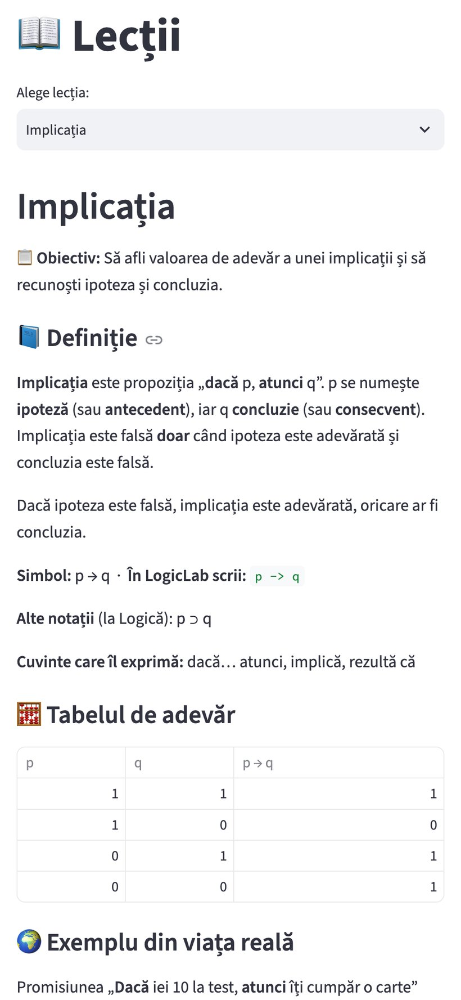 Lecții
Alege lecția:
Implicația
Implicația
Obiectiv: Să afli valoarea de adevăr a unei implicații și să
recunoști ipoteza și concluzia.
Definiție
Implicația este propoziția „dacă p, atunci q”. p se numește
ipoteză (sau antecedent), iar q concluzie (sau consecvent).
Implicația este falsă doar când ipoteza este adevărată și
concluzia este falsă.
Dacă ipoteza este falsă, implicația este adevărată, oricare ar fi
concluzia.
Simbol: p → q · În LogicLab scrii: p -> q
Alte notații (la Logică): p ⊃ q
Cuvinte care îl exprimă: dacă… atunci, implică, rezultă că
Tabelul de adevăr
p q p → q
1 1 1
1 0 0
0 1 1
0 0 1
Exemplu din viața reală
Promisiunea „Dacă iei 10 la test, atunci îți cumpăr o carte”